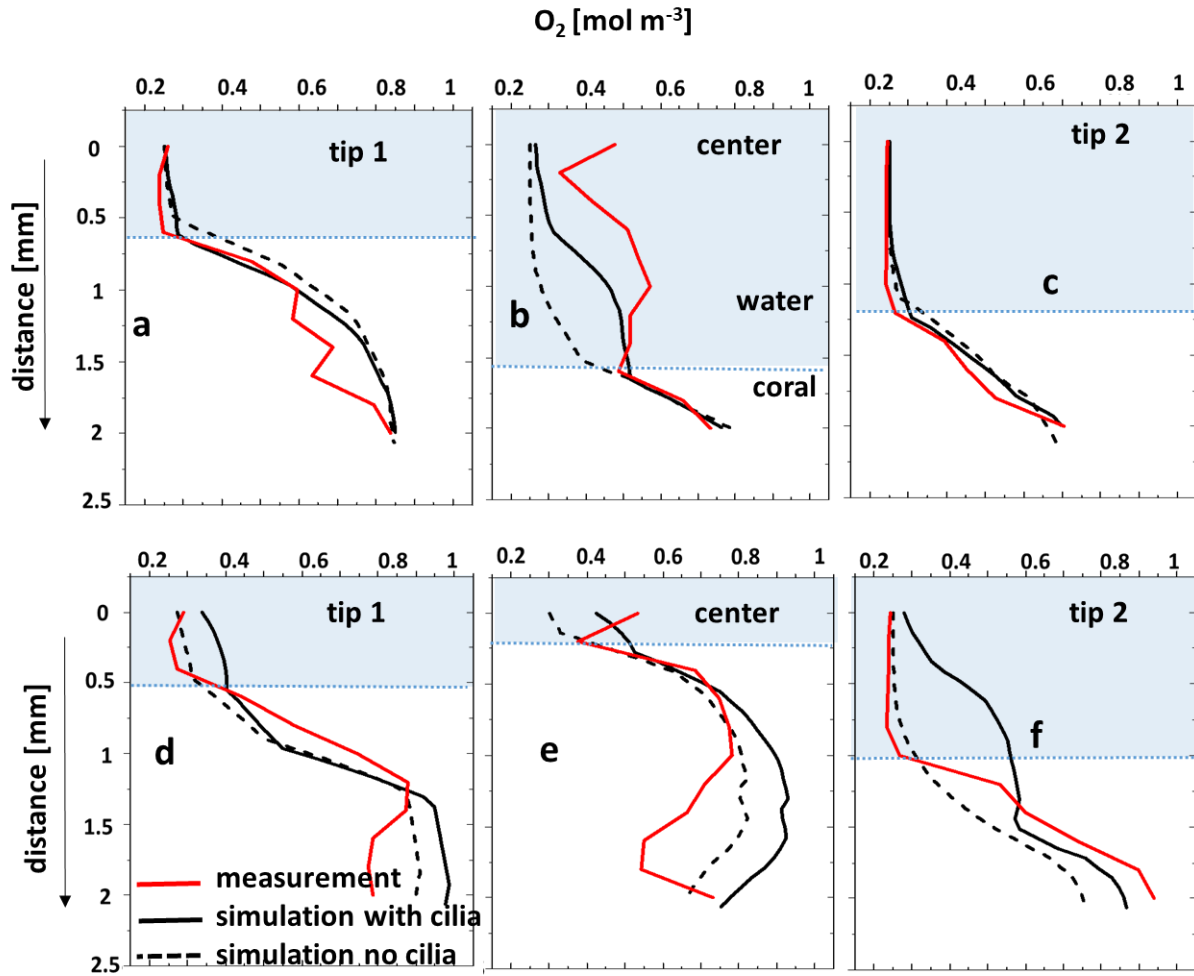 O₂ [mol m⁻³]
0.2 0.4 0.6 0.8 1
0.2 0.4 0.6 0.8 1
0.2 0.4 0.6 0.8 1
distance [mm]
0
0.5
1
1.5
2
2.5
tip 1
a
center
water
b
coral
tip 2
c
0.2 0.4 0.6 0.8 1
0.2 0.4 0.6 0.8 1
0.2 0.4 0.6 0.8 1
distance [mm]
0
0.5
1
1.5
2
2.5
tip 1
d
center
e
tip 2
f
measurement
simulation with cilia
simulation no cilia